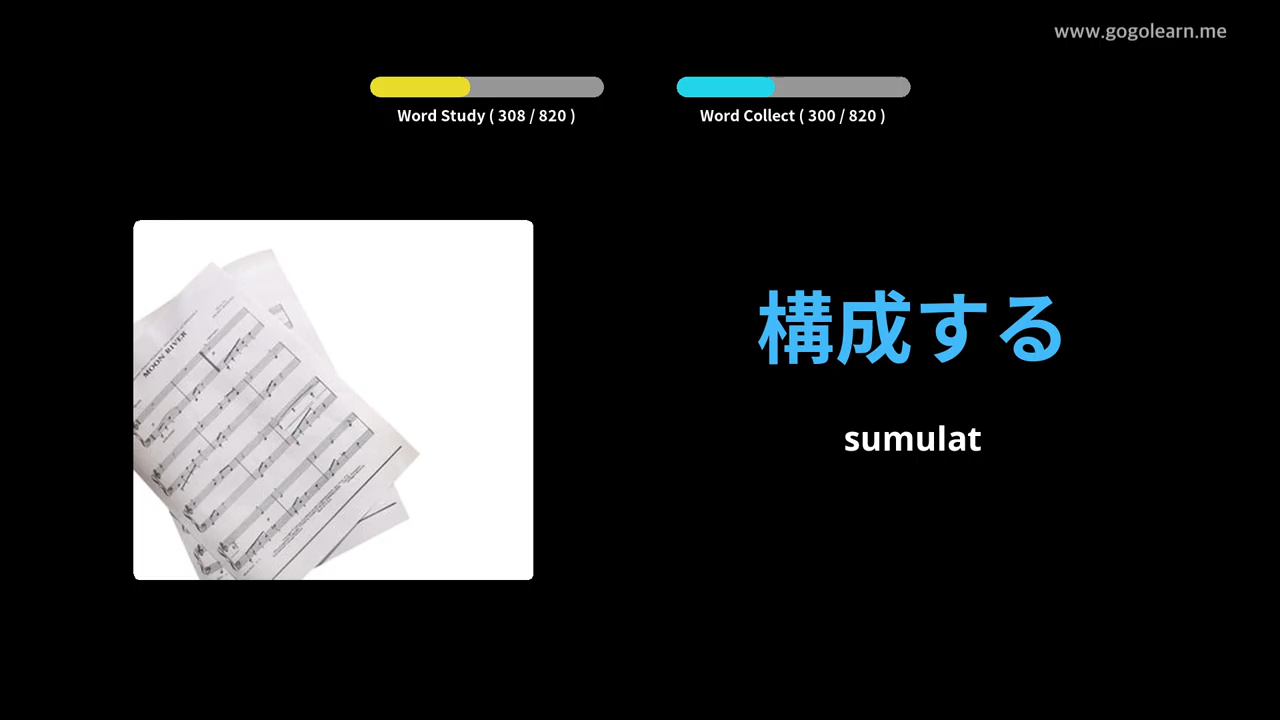 www.gogolearn.me
Word Study ( 308 / 820 )
Word Collect ( 300 / 820 )
MOON RIVER
構成する
sumulat